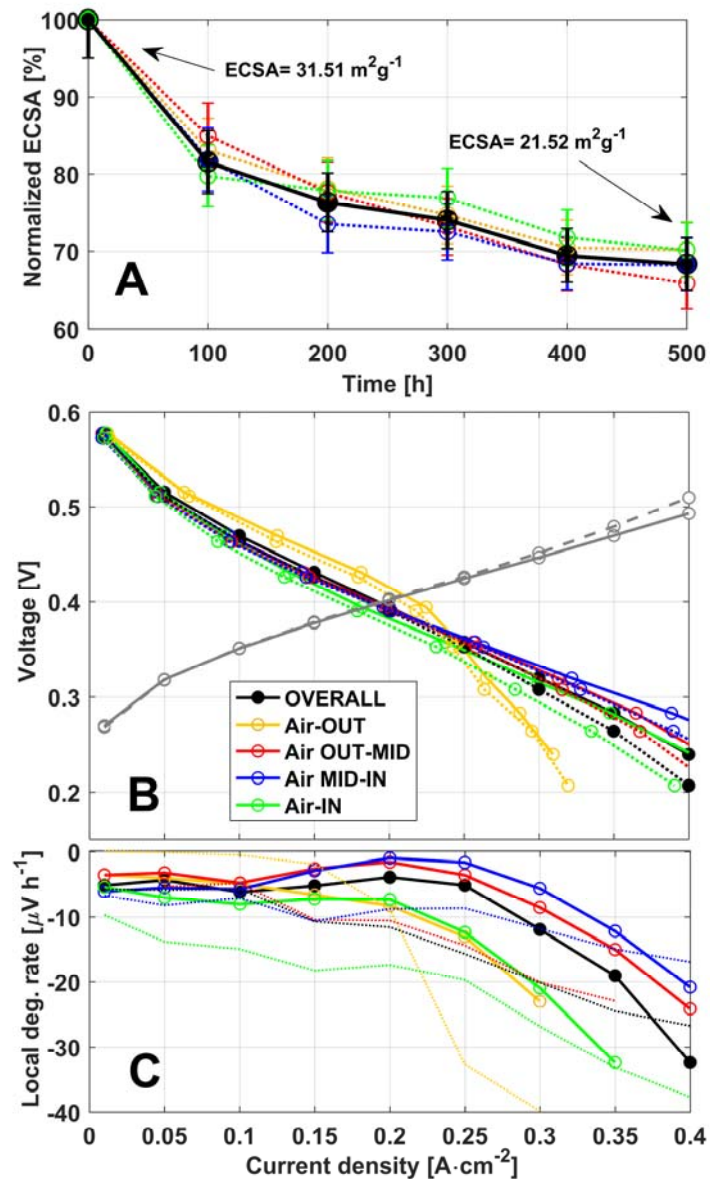 100
90
80
70
60
Normalized ECSA [%]
ECSA= 31.51 m²g⁻¹
ECSA= 21.52 m²g⁻¹
A
0 100 200 300 400 500
Time [h]
0.6
0.5
0.4
0.3
0.2
Voltage [V]
OVERALL
Air-OUT
Air OUT-MID
Air MID-IN
Air-IN
B
0
-10
-20
-30
-40
Local deg. rate [μV h⁻¹]
C
0 0.05 0.1 0.15 0.2 0.25 0.3 0.35 0.4
Current density [A·cm⁻²]